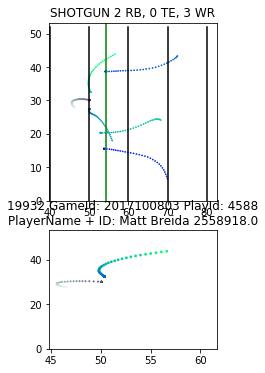 SHOTGUN 2 RB, 0 TE, 3 WR
50
40
30
20
10
0
40 50 60 70 80
19932 GameId: 2017100803 PlayId: 4588
PlayerName + ID: Matt Breida 2558918.0
40
20
0
45 50 55 60